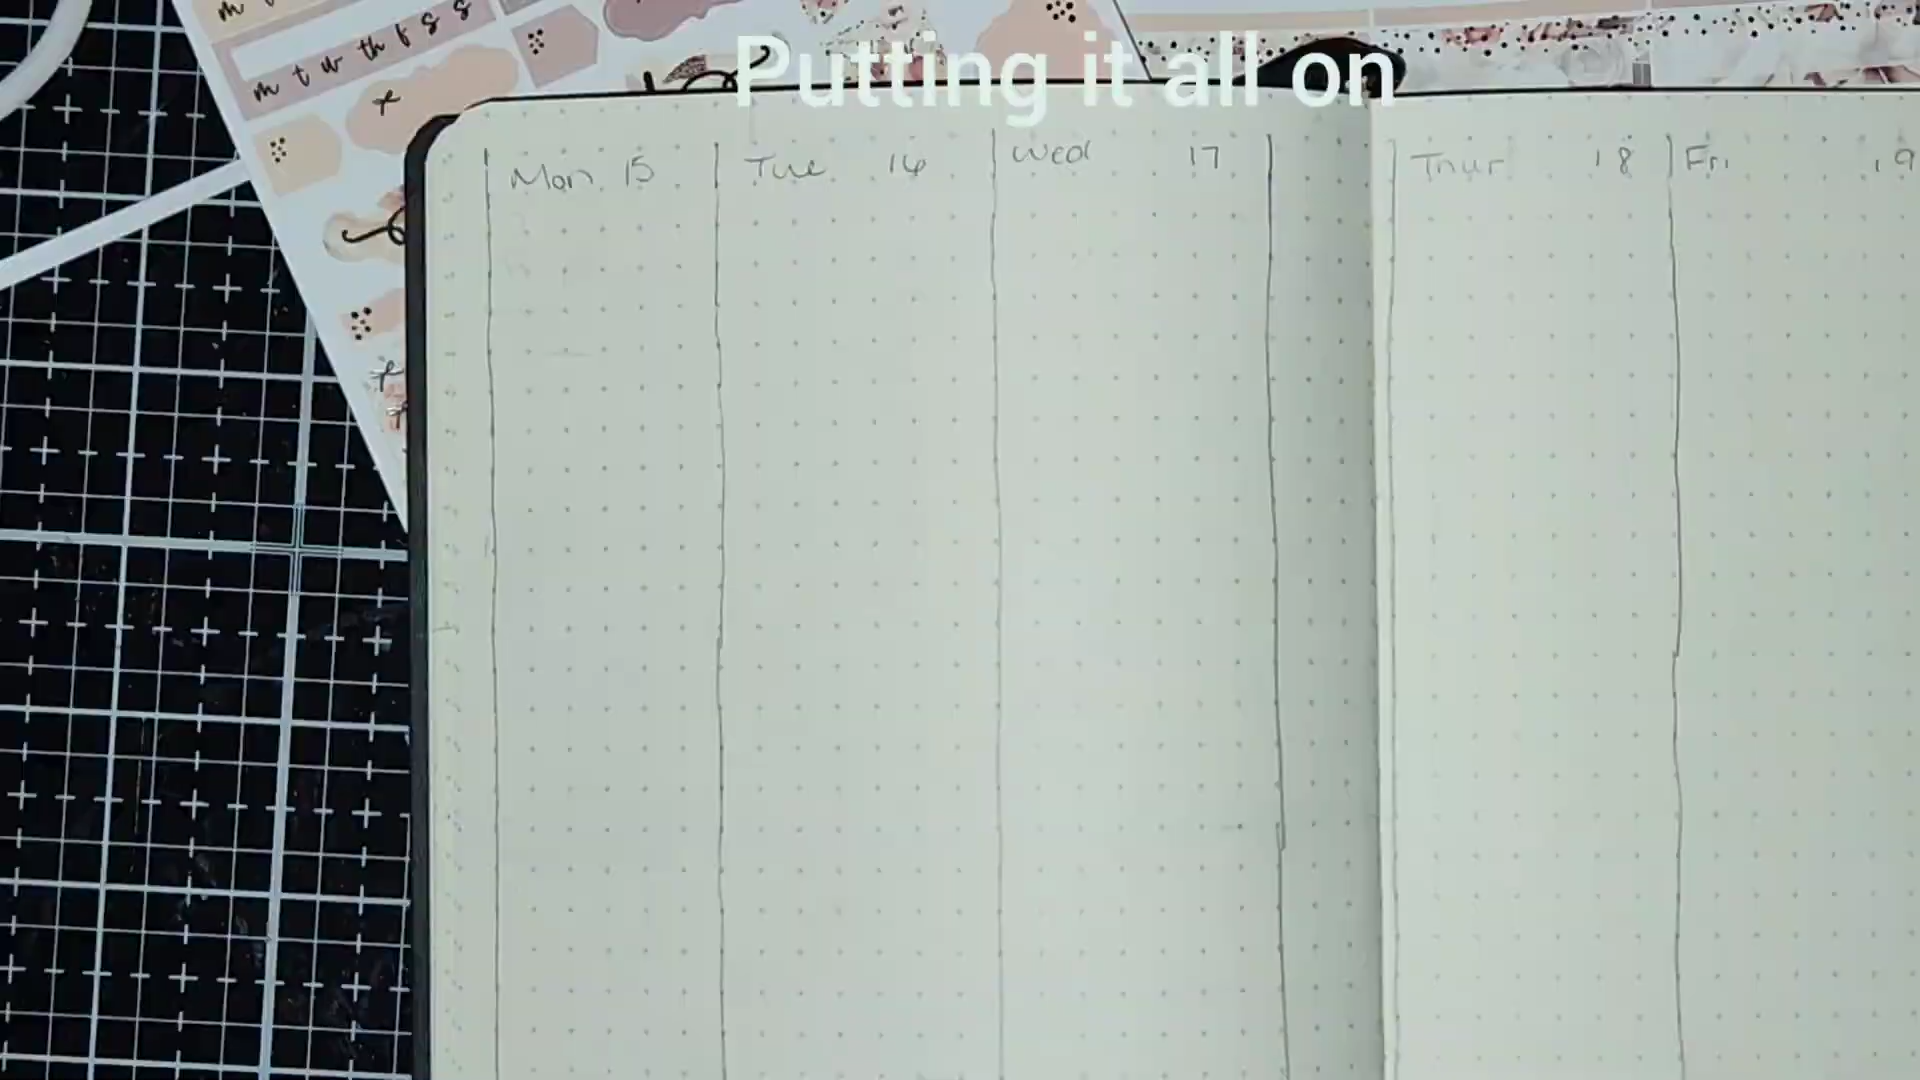 m t w th f s s
Putting it all on
Mon 15 Tue 16 Wed 17 Thur 18 Fri 19